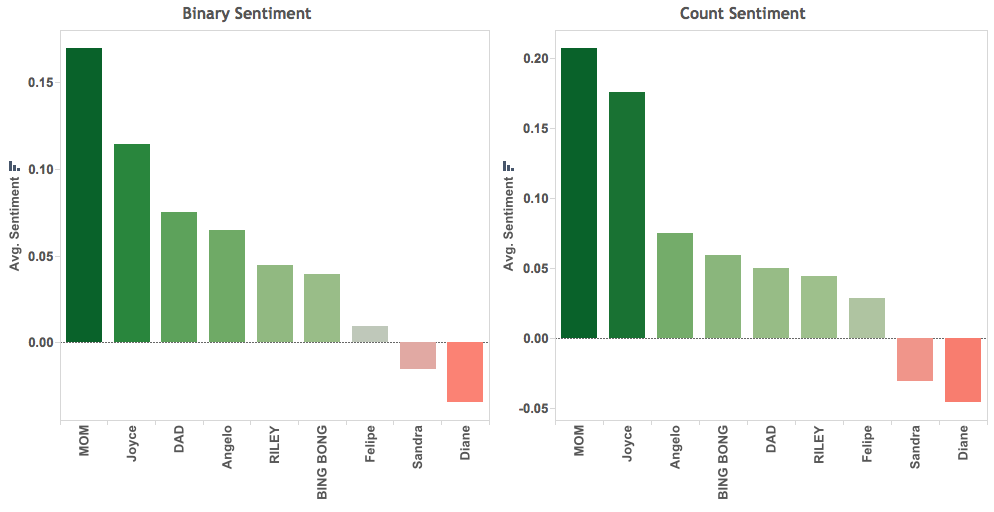 Binary Sentiment
Avg. Sentiment
0.15
0.10
0.05
0.00
MOM
Joyce
DAD
Angelo
RILEY
BING BONG
Felipe
Sandra
Diane
Count Sentiment
Avg. Sentiment
0.20
0.15
0.10
0.05
0.00
-0.05
MOM
Joyce
Angelo
BING BONG
DAD
RILEY
Felipe
Sandra
Diane